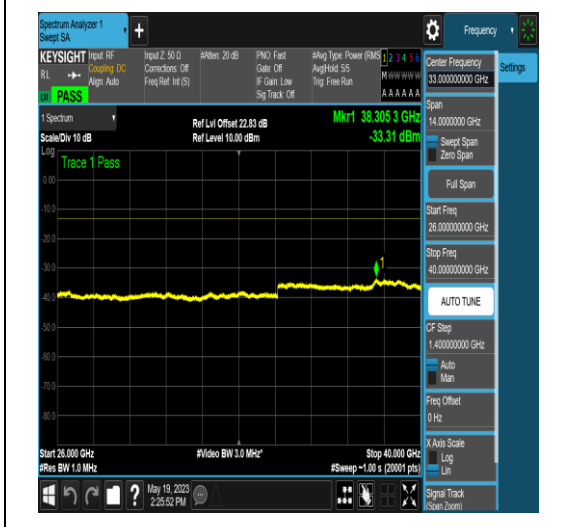 Spectrum Analyzer 1
Swept SA
Frequency
KEYSIGHT
Input: RF
Coupling: DC
Align: Auto
Input Z: 50 Ω
Corrections: Off
Freq Ref: Int (S)
#Atten: 20 dB
PNO: Fast
Gate: Off
IF Gain: Low
Sig Track: Off
#Avg Type: Power (RMS
Avg|Hold: 5/5
Trig: Free Run
1 2 3 4 5 6
M W W W W W
A A A A A A
R L
PASS
1 Spectrum
Scale/Div 10 dB
Ref Lvl Offset 22.83 dB
Ref Level 10.00 dBm
Mkr1 38.305 3 GHz
-33.31 dBm
Log
Trace 1 Pass
0.00
-10.0
-20.0
-30.0
-40.0
-50.0
-60.0
-70.0
-80.0
1
Start 26.000 GHz
#Res BW 1.0 MHz
#Video BW 3.0 MHz*
Stop 40.000 GHz
#Sweep ~1.00 s (20001 pts)
May 19, 2023
2:25:52 PM
Center Frequency
33.000000000 GHz
Settings
Span
14.0000000 GHz
Swept Span
Zero Span
Full Span
Start Freq
26.000000000 GHz
Stop Freq
40.000000000 GHz
AUTO TUNE
CF Step
1.400000000 GHz
Auto
Man
Freq Offset
0 Hz
X Axis Scale
Log
Lin
Signal Track
(Span Zoom)